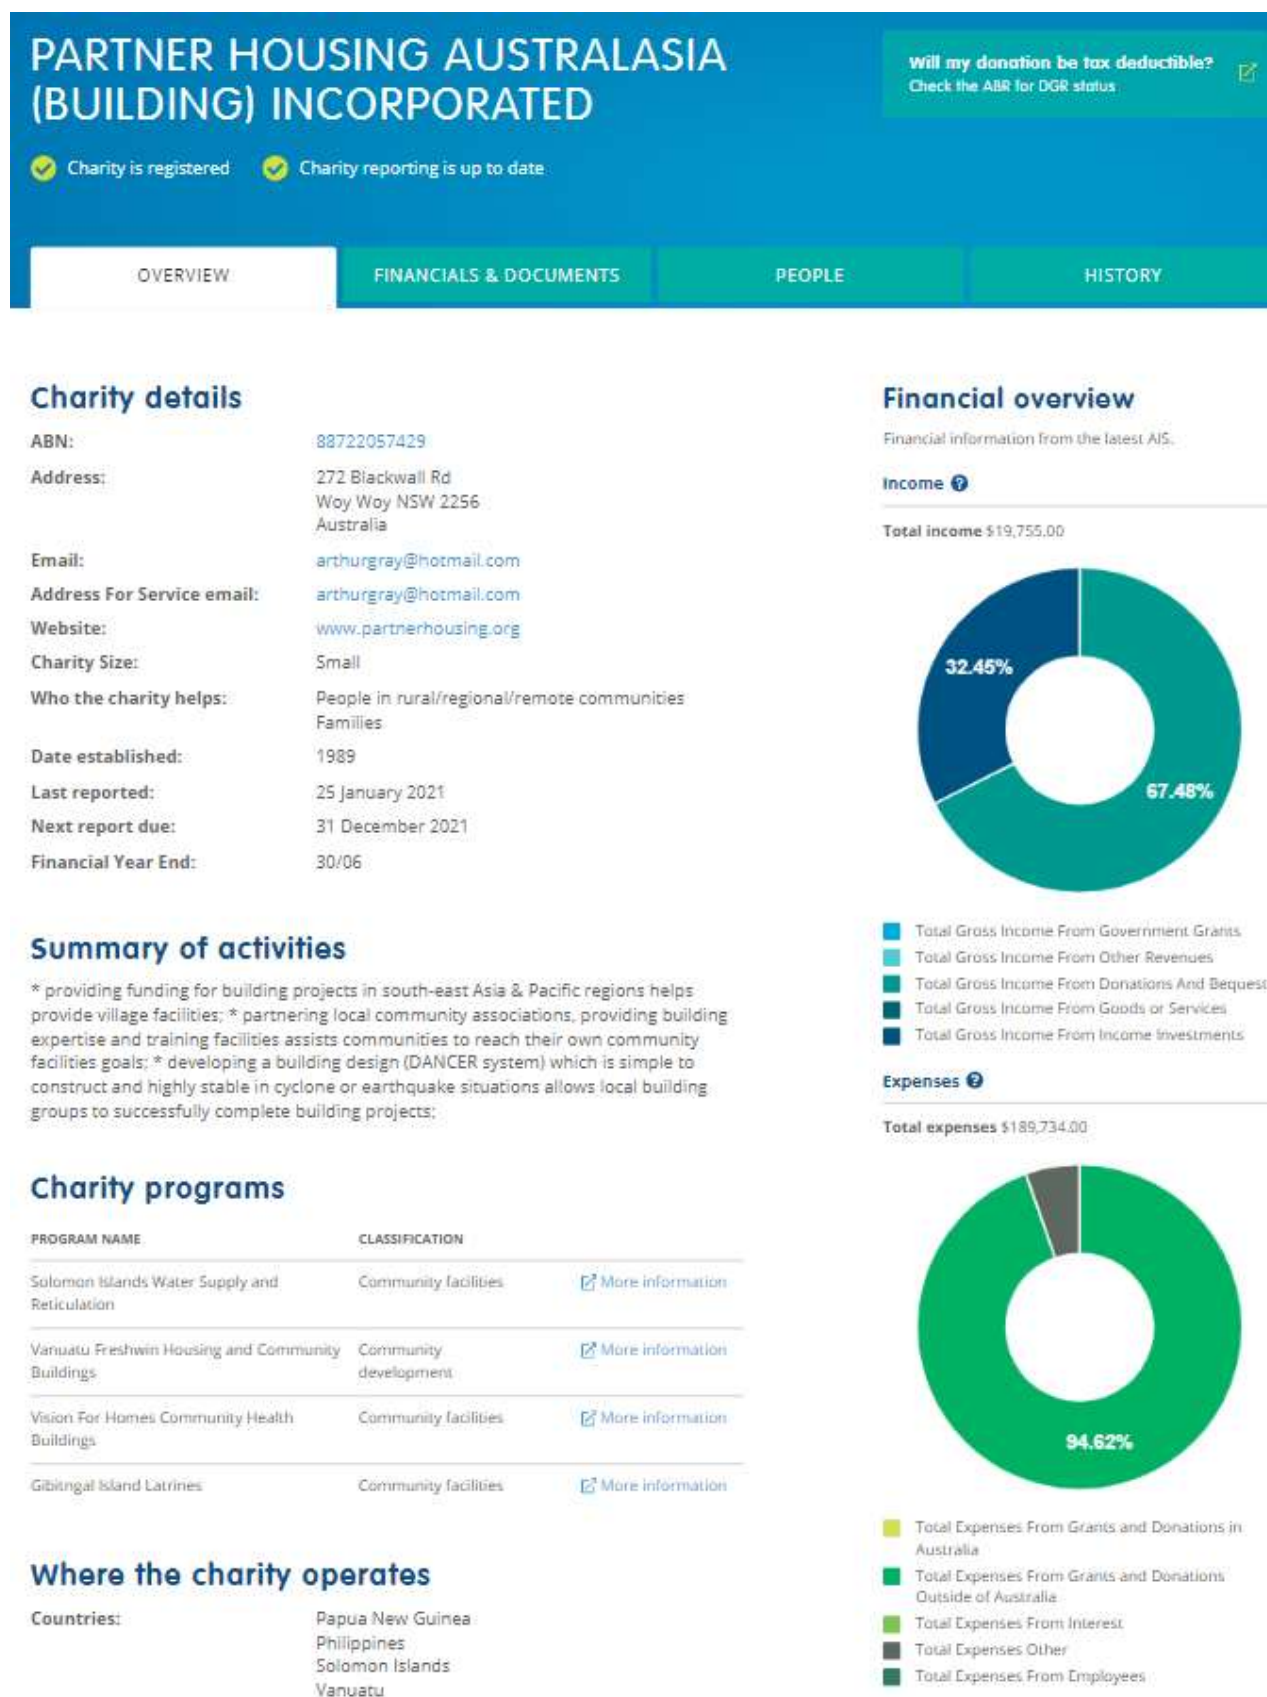 PARTNER HOUSING AUSTRALASIA
(BUILDING) INCORPORATED
Will my donation be tax deductible?
Check the ABR for DGR status
Charity is registered
Charity reporting is up to date
OVERVIEW
FINANCIALS & DOCUMENTS
PEOPLE
HISTORY
Charity details
ABN: 88722057429
Address: 272 Blackwall Rd
Woy Woy NSW 2256
Australia
Email: arthurgray@hotmail.com
Address For Service email: arthurgray@hotmail.com
Website: www.partnerhousing.org
Charity Size: Small
Who the charity helps: People in rural/regional/remote communities
Families
Date established: 1989
Last reported: 25 January 2021
Next report due: 31 December 2021
Financial Year End: 30/06
Summary of activities
* providing funding for building projects in south-east Asia & Pacific regions helps
provide village facilities; * partnering local community associations, providing building
expertise and training facilities assists communities to reach their own community
facilities goals; * developing a building design (DANCER system) which is simple to
construct and highly stable in cyclone or earthquake situations allows local building
groups to successfully complete building projects;
Charity programs
PROGRAM NAME CLASSIFICATION
Solomon Islands Water Supply and Community facilities More information
Reticulation
Vanuatu Freshwin Housing and Community Community More information
Buildings development
Vision For Homes Community Health Community facilities More information
Buildings
Gibitngal Island Latrines Community facilities More information
Where the charity operates
Countries: Papua New Guinea
Philippines
Solomon Islands
Vanuatu
Financial overview
Financial information from the latest AIS.
Income
Total income $19,755.00
32.45%
67.48%
Total Gross Income From Government Grants
Total Gross Income From Other Revenues
Total Gross Income From Donations And Bequest
Total Gross Income From Goods or Services
Total Gross Income From Income Investments
Expenses
Total expenses $189,734.00
94.62%
Total Expenses From Grants and Donations in
Australia
Total Expenses From Grants and Donations
Outside of Australia
Total Expenses From Interest
Total Expenses Other
Total Expenses From Employees